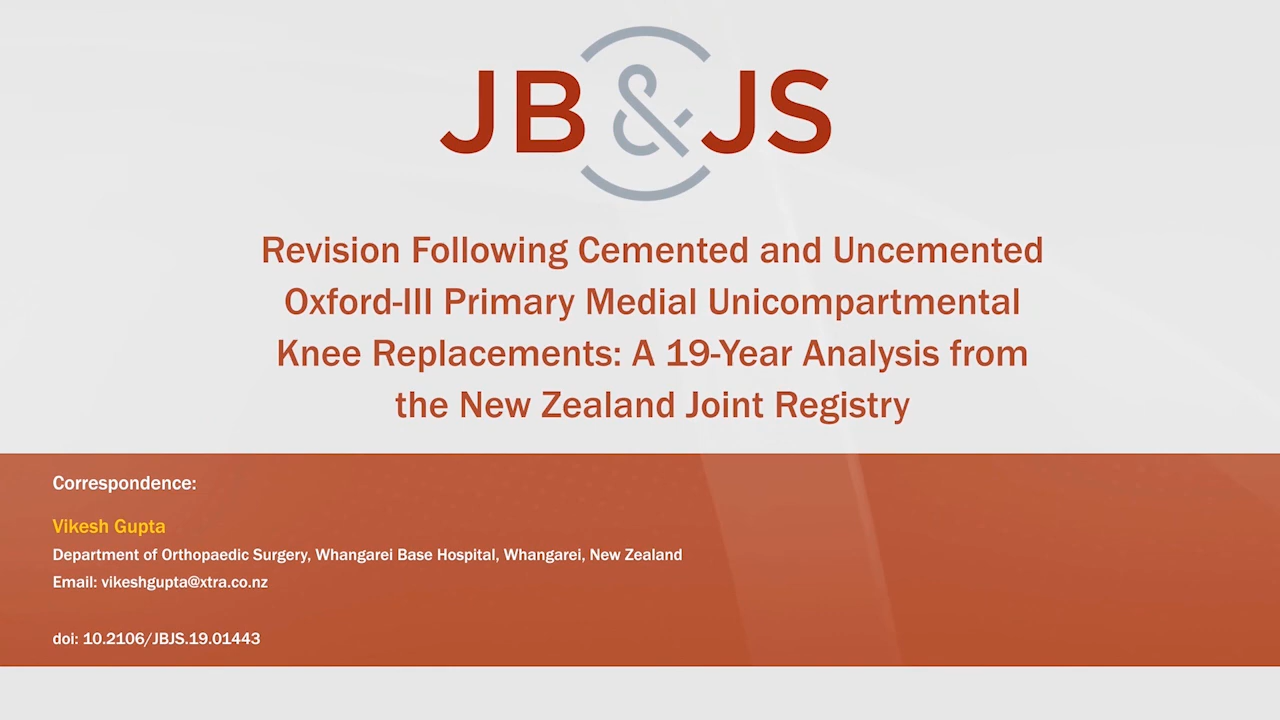 JB&JS
Revision Following Cemented and Uncemented
Oxford-III Primary Medial Unicompartmental
Knee Replacements: A 19-Year Analysis from
the New Zealand Joint Registry
Correspondence:
Vikesh Gupta
Department of Orthopaedic Surgery, Whangarei Base Hospital, Whangarei, New Zealand
Email: vikeshgupta@xtra.co.nz
doi: 10.2106/JBJS.19.01443